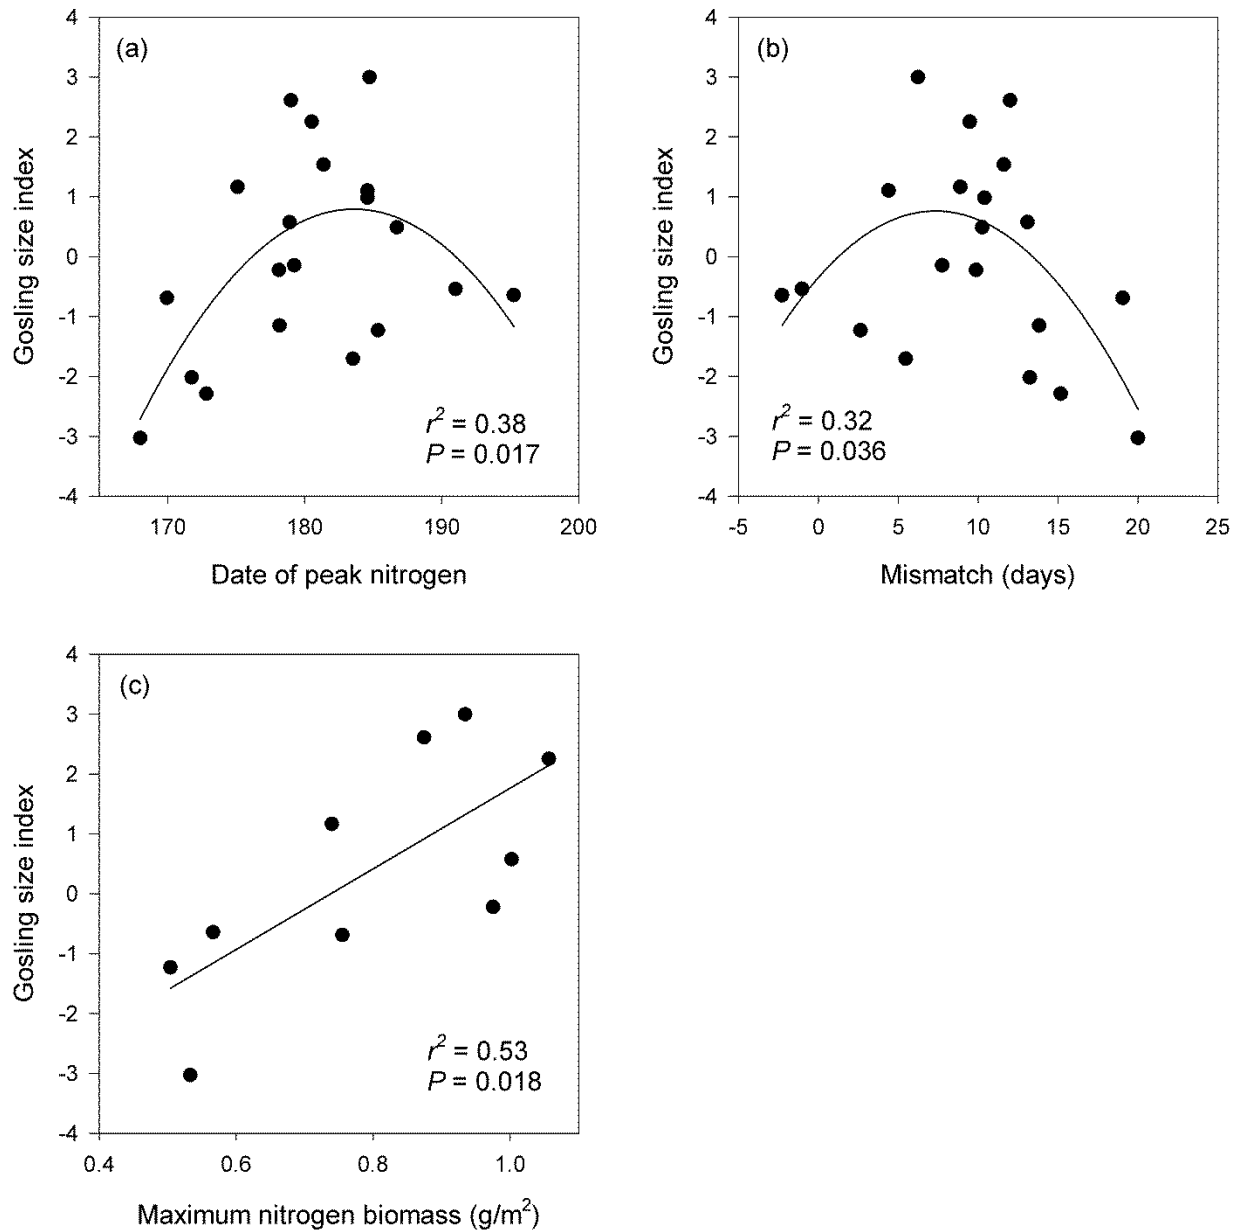 (a)
Gosling size index
4
3
2
1
0
-1
-2
-3
-4
r² = 0.38
P = 0.017
170 180 190 200
Date of peak nitrogen
(b)
Gosling size index
4
3
2
1
0
-1
-2
-3
-4
r² = 0.32
P = 0.036
-5 0 5 10 15 20 25
Mismatch (days)
(c)
Gosling size index
4
3
2
1
0
-1
-2
-3
-4
r² = 0.53
P = 0.018
0.4 0.6 0.8 1.0
Maximum nitrogen biomass (g/m²)